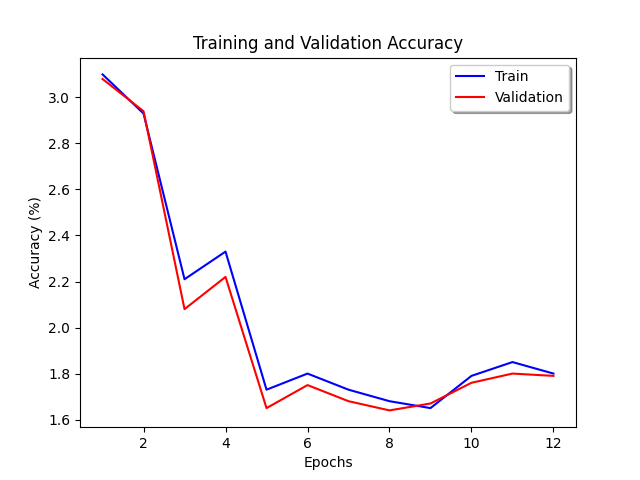 Training and Validation Accuracy
Train
Validation
Accuracy (%)
3.0
2.8
2.6
2.4
2.2
2.0
1.8
1.6
2 4 6 8 10 12
Epochs